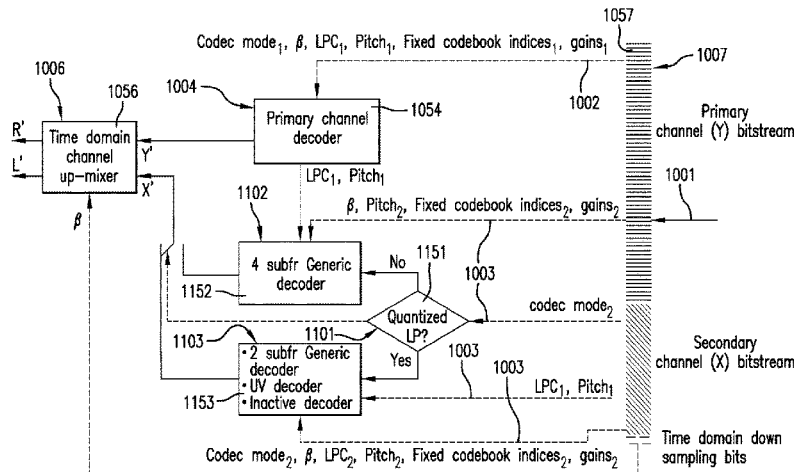 Codec mode₁, β, LPC₁, Pitch₁, Fixed codebook indices₁, gains₁
1057
1007
1002
1006
1056
1004
1054
Primary
channel (Y) bitstream
R'
L'
Time domain
channel
up-mixer
Y'
X'
Primary channel
decoder
LPC₁, Pitch₁
1102
β, Pitch₂, Fixed codebook indices₂, gains₂
1001
β
1003
4 subfr Generic
decoder
1152
No
1151
codec mode₂
Quantized
LP?
1101
1103
Yes
• 2 subfr Generic
decoder
• UV decoder
• Inactive decoder
1153
1003
1003
LPC₁, Pitch₁
Secondary
channel (X) bitstream
Time domain down
sampling bits
Codec mode₂, β, LPC₂, Pitch₂, Fixed codebook indices₂, gains₂